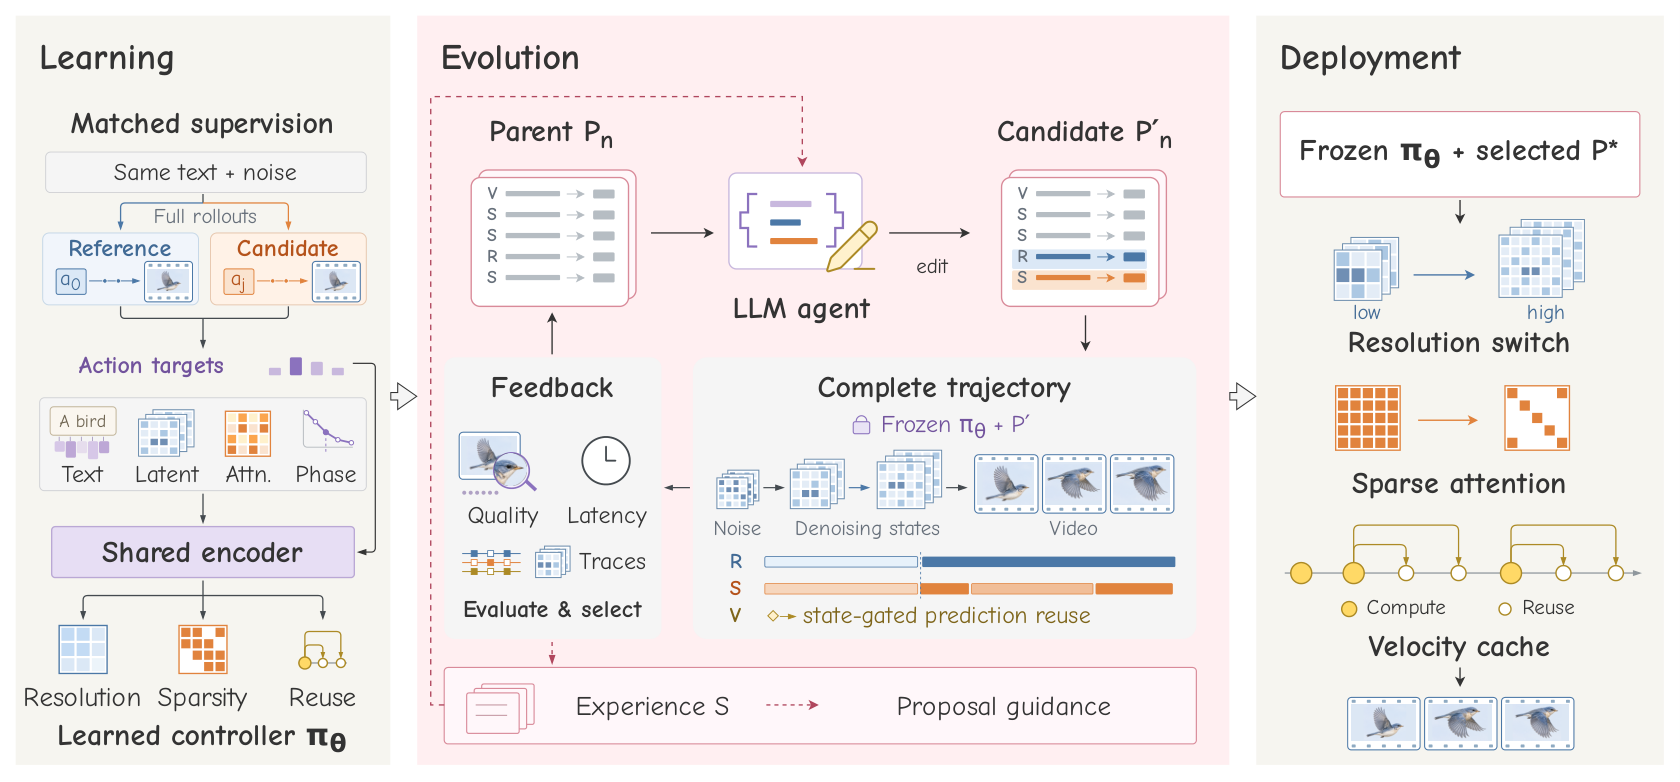 Learning
Matched supervision
Same text + noise
Full rollouts
Reference
Candidate
a0
aj
Action targets
A bird
Text
Latent
Attn.
Phase
Shared encoder
Resolution
Sparsity
Reuse
Learned controller πθ
Evolution
Parent Pn
V
S
S
R
S
LLM agent
edit
Candidate P′n
V
S
S
R
S
Feedback
Quality
Latency
Traces
Evaluate & select
Complete trajectory
Frozen πθ + P′
Noise
Denoising states
Video
R
S
V
state-gated prediction reuse
Experience S
Proposal guidance
Deployment
Frozen πθ + selected P*
low
high
Resolution switch
Sparse attention
Compute
Reuse
Velocity cache